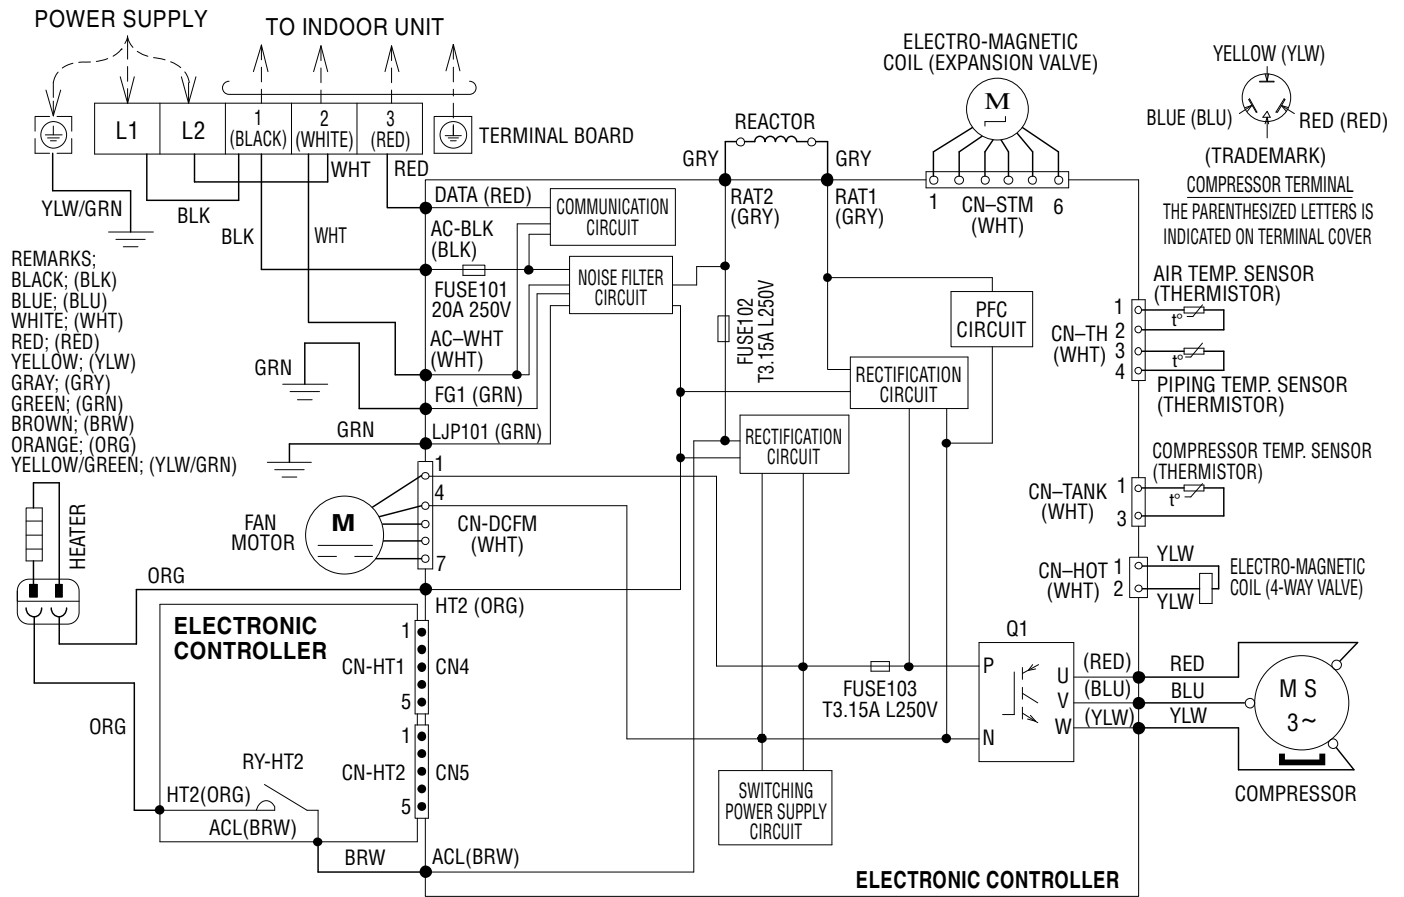 POWER SUPPLY
TO INDOOR UNIT
L1
L2
1
(BLACK)
2
(WHITE)
3
(RED)
TERMINAL BOARD
WHT
RED
YLW/GRN
BLK
BLK
WHT
REMARKS;
BLACK; (BLK)
BLUE; (BLU)
WHITE; (WHT)
RED; (RED)
YELLOW; (YLW)
GRAY; (GRY)
GREEN; (GRN)
BROWN; (BRW)
ORANGE; (ORG)
YELLOW/GREEN; (YLW/GRN)
DATA (RED)
AC-BLK
(BLK)
FUSE101
20A 250V
AC–WHT
(WHT)
GRN
FG1 (GRN)
GRN
LJP101 (GRN)
COMMUNICATION
CIRCUIT
NOISE FILTER
CIRCUIT
REACTOR
GRY
GRY
RAT2
(GRY)
RAT1
(GRY)
FUSE102
T3.15A L250V
ELECTRO-MAGNETIC
COIL (EXPANSION VALVE)
M
1
CN–STM
(WHT)
6
PFC
CIRCUIT
RECTIFICATION
CIRCUIT
RECTIFICATION
CIRCUIT
YELLOW (YLW)
BLUE (BLU)
RED (RED)
(TRADEMARK)
COMPRESSOR TERMINAL
THE PARENTHESIZED LETTERS IS
INDICATED ON TERMINAL COVER
AIR TEMP. SENSOR
(THERMISTOR)
CN–TH
(WHT)
1
2
3
4
t°
t°
PIPING TEMP. SENSOR
(THERMISTOR)
COMPRESSOR TEMP. SENSOR
(THERMISTOR)
CN–TANK
(WHT)
1
3
t°
CN–HOT
(WHT)
1
2
YLW
YLW
ELECTRO-MAGNETIC
COIL (4-WAY VALVE)
FAN
MOTOR
M
1
4
7
CN-DCFM
(WHT)
HEATER
ORG
HT2 (ORG)
ELECTRONIC
CONTROLLER
1
CN-HT1
5
CN4
1
CN-HT2
5
CN5
ORG
RY-HT2
HT2(ORG)
ACL(BRW)
BRW
ACL(BRW)
FUSE103
T3.15A L250V
Q1
P
N
U
V
W
(RED)
(BLU)
(YLW)
RED
BLU
YLW
M S
3~
COMPRESSOR
SWITCHING
POWER SUPPLY
CIRCUIT
ELECTRONIC CONTROLLER